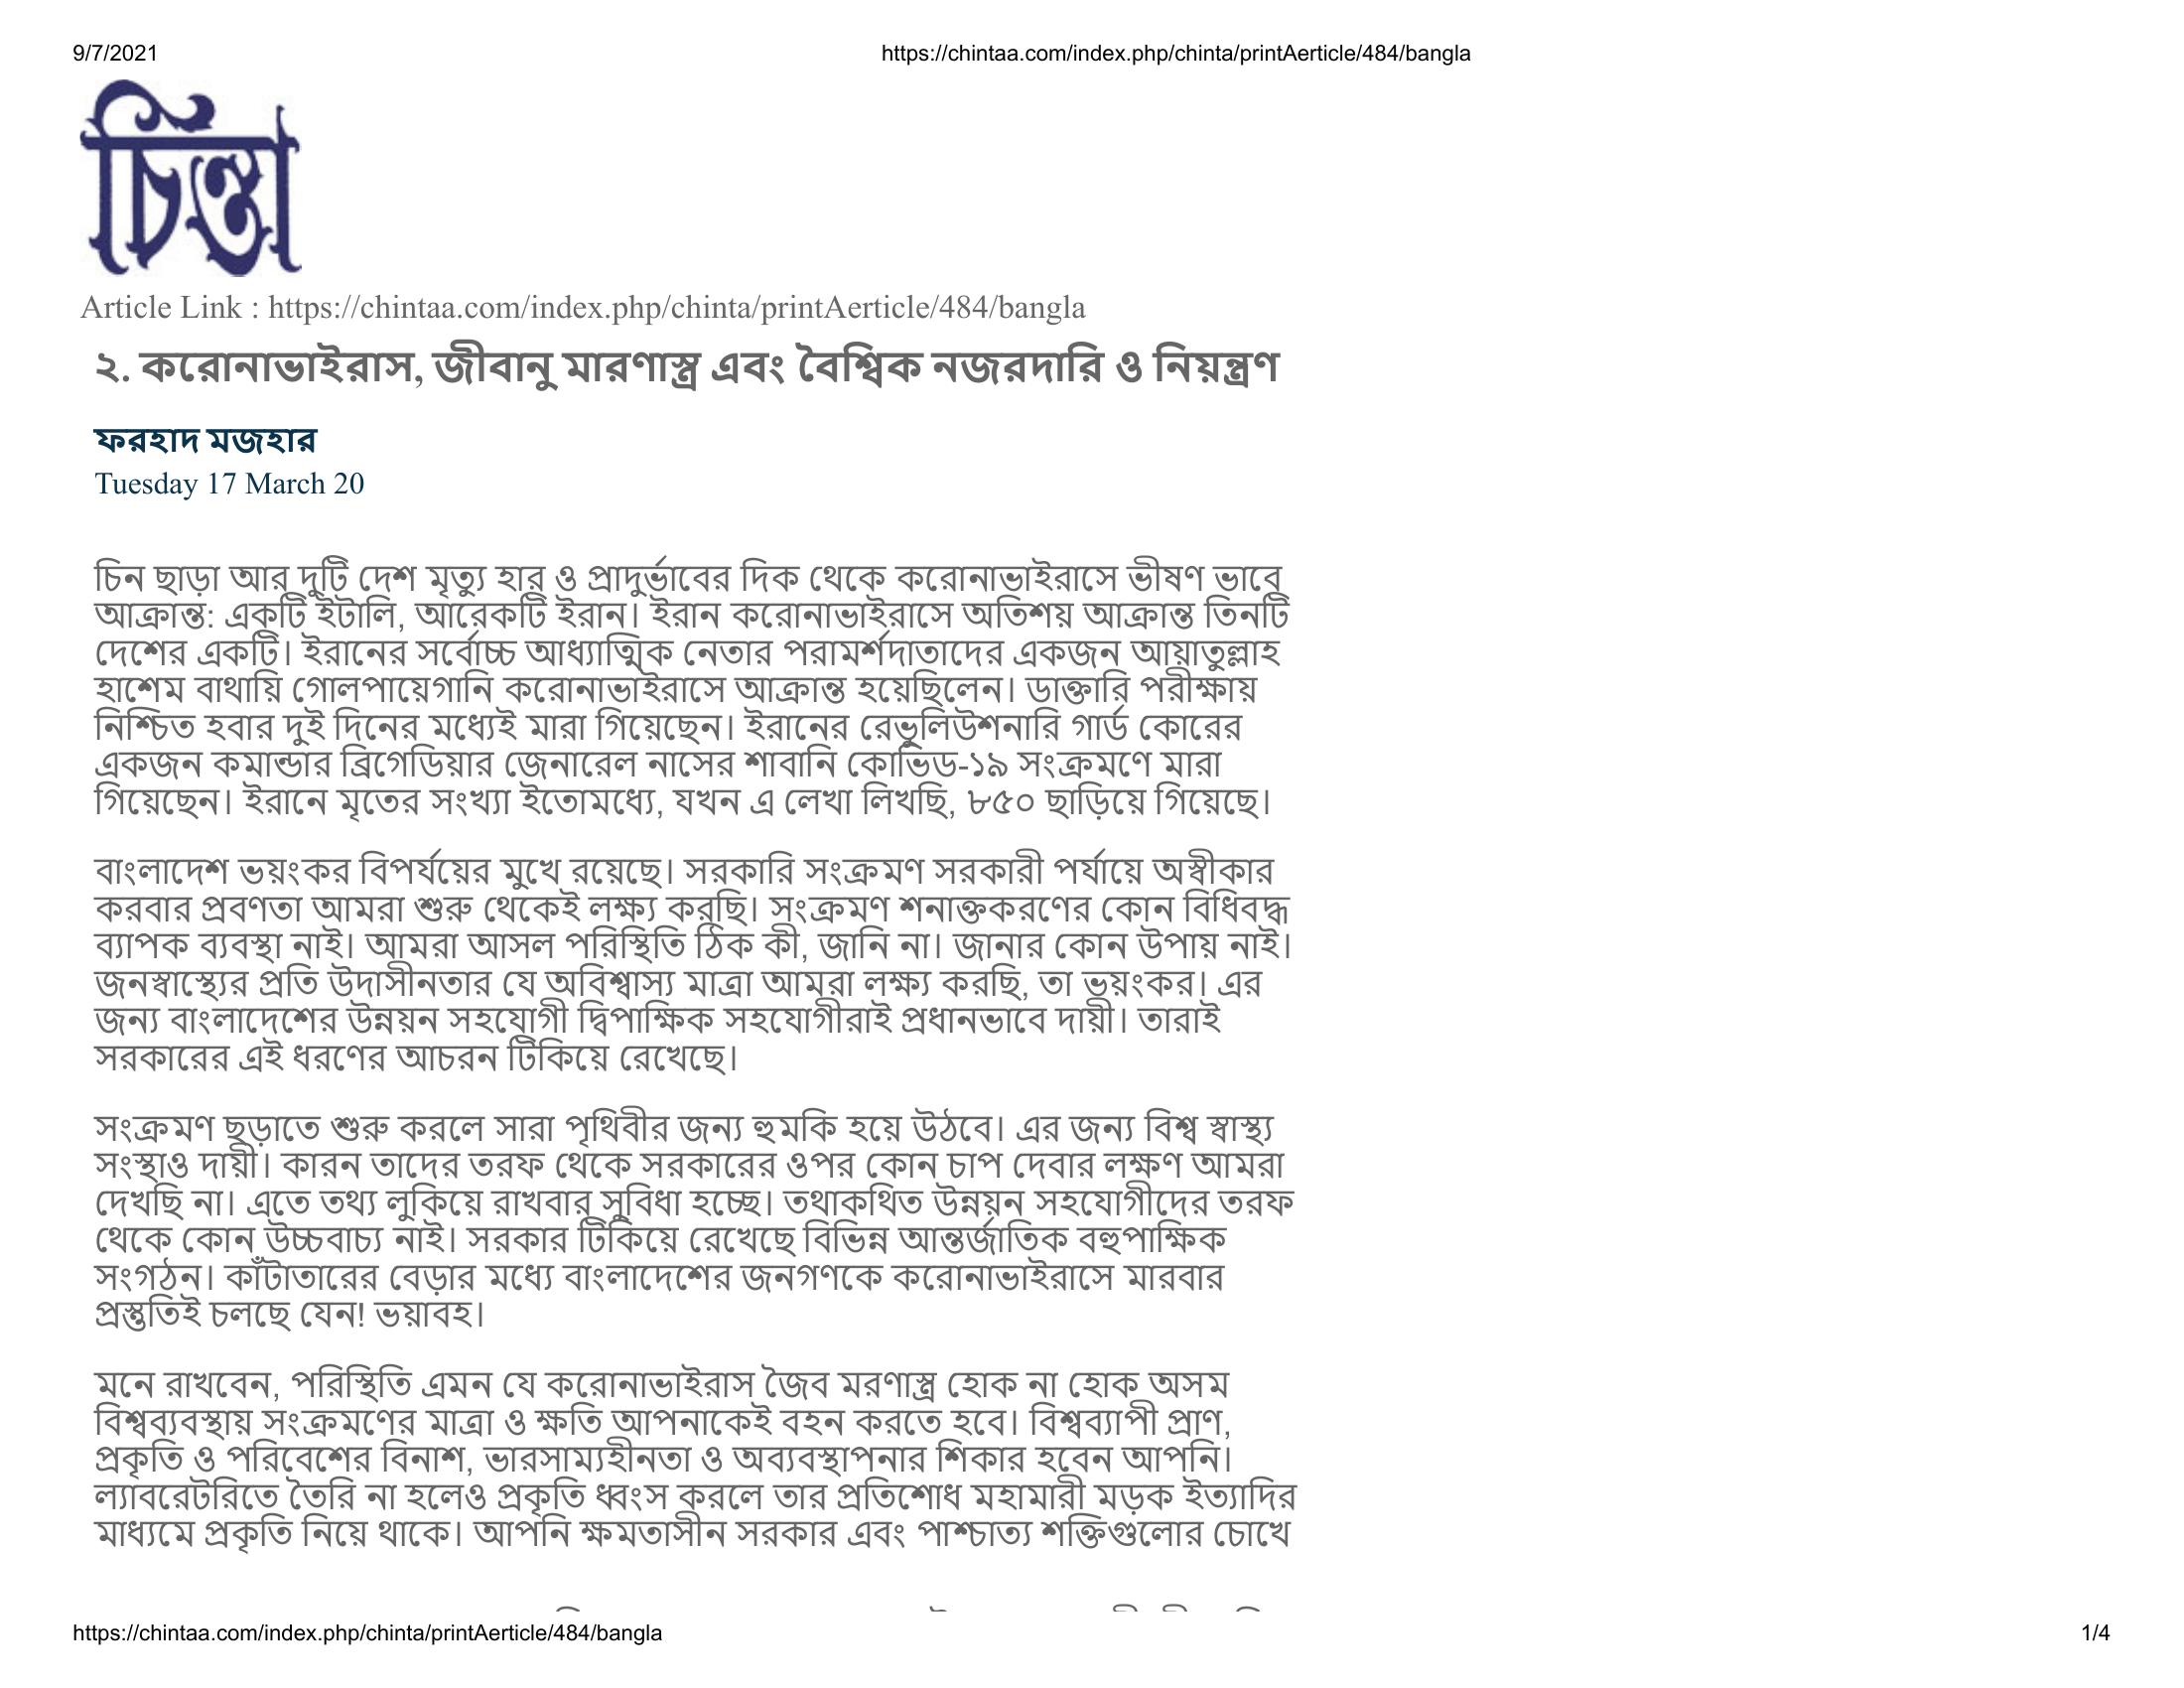 9/7/2021
https://chintaa.com/index.php/chinta/printAerticle/484/bangla
চিন্তা
Article Link : https://chintaa.com/index.php/chinta/printAerticle/484/bangla
২. করোনাভাইরাস, জীবানু মারণাস্ত্র এবং বৈশ্বিক নজরদারি ও নিয়ন্ত্রণ
ফরহাদ মজহার
Tuesday 17 March 20
চিন ছাড়া আর দুটি দেশ মৃত্যু হার ও প্রাদুর্ভাবের দিক থেকে করোনাভাইরাসে ভীষণ ভাবে
আক্রান্ত: একটি ইটালি, আরেকটি ইরান। ইরান করোনাভাইরাসে অতিশয় আক্রান্ত তিনটি
দেশের একটি। ইরানের সর্বোচ্চ আধ্যাত্মিক নেতার পরামর্শদাতাদের একজন আয়াতুল্লাহ
হাশেম বাথায়ি গোলপায়েগানি করোনাভাইরাসে আক্রান্ত হয়েছিলেন। ডাক্তারি পরীক্ষায়
নিশ্চিত হবার দুই দিনের মধ্যেই মারা গিয়েছেন। ইরানের রেভুলিউশনারি গার্ড কোরের
একজন কমান্ডার ব্রিগেডিয়ার জেনারেল নাসের শাবানি কোভিড-১৯ সংক্রমণে মারা
গিয়েছেন। ইরানে মৃতের সংখ্যা ইতোমধ্যে, যখন এ লেখা লিখছি, ৮৫০ ছাড়িয়ে গিয়েছে।
বাংলাদেশ ভয়ংকর বিপর্যয়ের মুখে রয়েছে। সরকারি সংক্রমণ সরকারী পর্যায়ে অস্বীকার
করবার প্রবণতা আমরা শুরু থেকেই লক্ষ্য করছি। সংক্রমণ শনাক্তকরণের কোন বিধিবদ্ধ
ব্যাপক ব্যবস্থা নাই। আমরা আসল পরিস্থিতি ঠিক কী, জানি না। জানার কোন উপায় নাই।
জনস্বাস্থ্যের প্রতি উদাসীনতার যে অবিশ্বাস্য মাত্রা আমরা লক্ষ্য করছি, তা ভয়ংকর। এর
জন্য বাংলাদেশের উন্নয়ন সহযোগী দ্বিপাক্ষিক সহযোগীরাই প্রধানভাবে দায়ী। তারাই
সরকারের এই ধরণের আচরন টিকিয়ে রেখেছে।
সংক্রমণ ছড়াতে শুরু করলে সারা পৃথিবীর জন্য হুমকি হয়ে উঠবে। এর জন্য বিশ্ব স্বাস্থ্য
সংস্থাও দায়ী। কারন তাদের তরফ থেকে সরকারের ওপর কোন চাপ দেবার লক্ষণ আমরা
দেখছি না। এতে তথ্য লুকিয়ে রাখবার সুবিধা হচ্ছে। তথাকথিত উন্নয়ন সহযোগীদের তরফ
থেকে কোন উচ্চবাচ্য নাই। সরকার টিকিয়ে রেখেছে বিভিন্ন আন্তর্জাতিক বহুপাক্ষিক
সংগঠন। কাঁটাতারের বেড়ার মধ্যে বাংলাদেশের জনগণকে করোনাভাইরাসে মারবার
প্রস্তুতিই চলছে যেন! ভয়াবহ।
মনে রাখবেন, পরিস্থিতি এমন যে করোনাভাইরাস জৈব মরণাস্ত্র হোক না হোক অসম
বিশ্বব্যবস্থায় সংক্রমণের মাত্রা ও ক্ষতি আপনাকেই বহন করতে হবে। বিশ্বব্যাপী প্রাণ,
প্রকৃতি ও পরিবেশের বিনাশ, ভারসাম্যহীনতা ও অব্যবস্থাপনার শিকার হবেন আপনি।
ল্যাবরেটরিতে তৈরি না হলেও প্রকৃতি ধ্বংস করলে তার প্রতিশোধ মহামারী মড়ক ইত্যাদির
মাধ্যমে প্রকৃতি নিয়ে থাকে। আপনি ক্ষমতাসীন সরকার এবং পাশ্চাত্য শক্তিগুলোর চোখে
https://chintaa.com/index.php/chinta/printAerticle/484/bangla
1/4